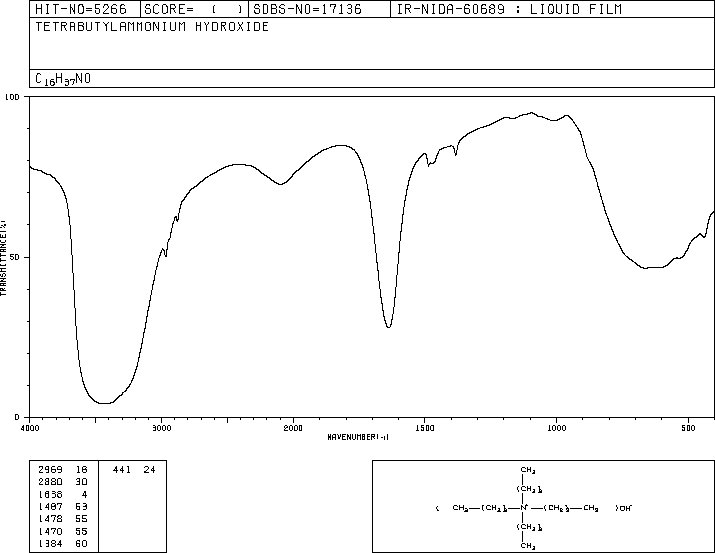 HIT-NO=5266 SCORE= ( ) SDBS-NO=17136 IR-NIDA-60689 : LIQUID FILM
TETRABUTYLAMMONIUM HYDROXIDE
C16H37NO
100
50
0
TRANSMITTANCE(%)
4000 3000 2000 1500 1000 500
WAVENUMBER(-1)
2969 16 441 24
2880 30
1638 4
1487 53
1478 55
1470 55
1384 60
CH3
(CH2)3
( CH3—(CH2)3—N+—(CH2)3—CH3 )OH-
(CH2)3
CH3